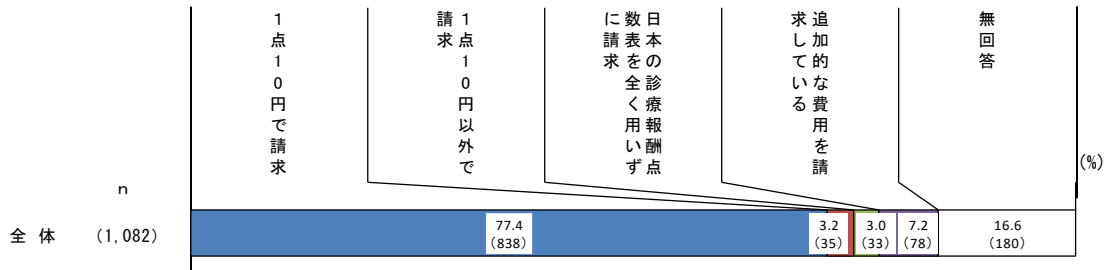 1点10円で請求
1点10円以外で
請求
日本の診療報酬点
数表を全く用いず
に請求
追加的な費用を請
求している
無回答
(%)
n
全 体 (1,082)
77.4
(838)
3.2
(35)
3.0
(33)
7.2
(78)
16.6
(180)